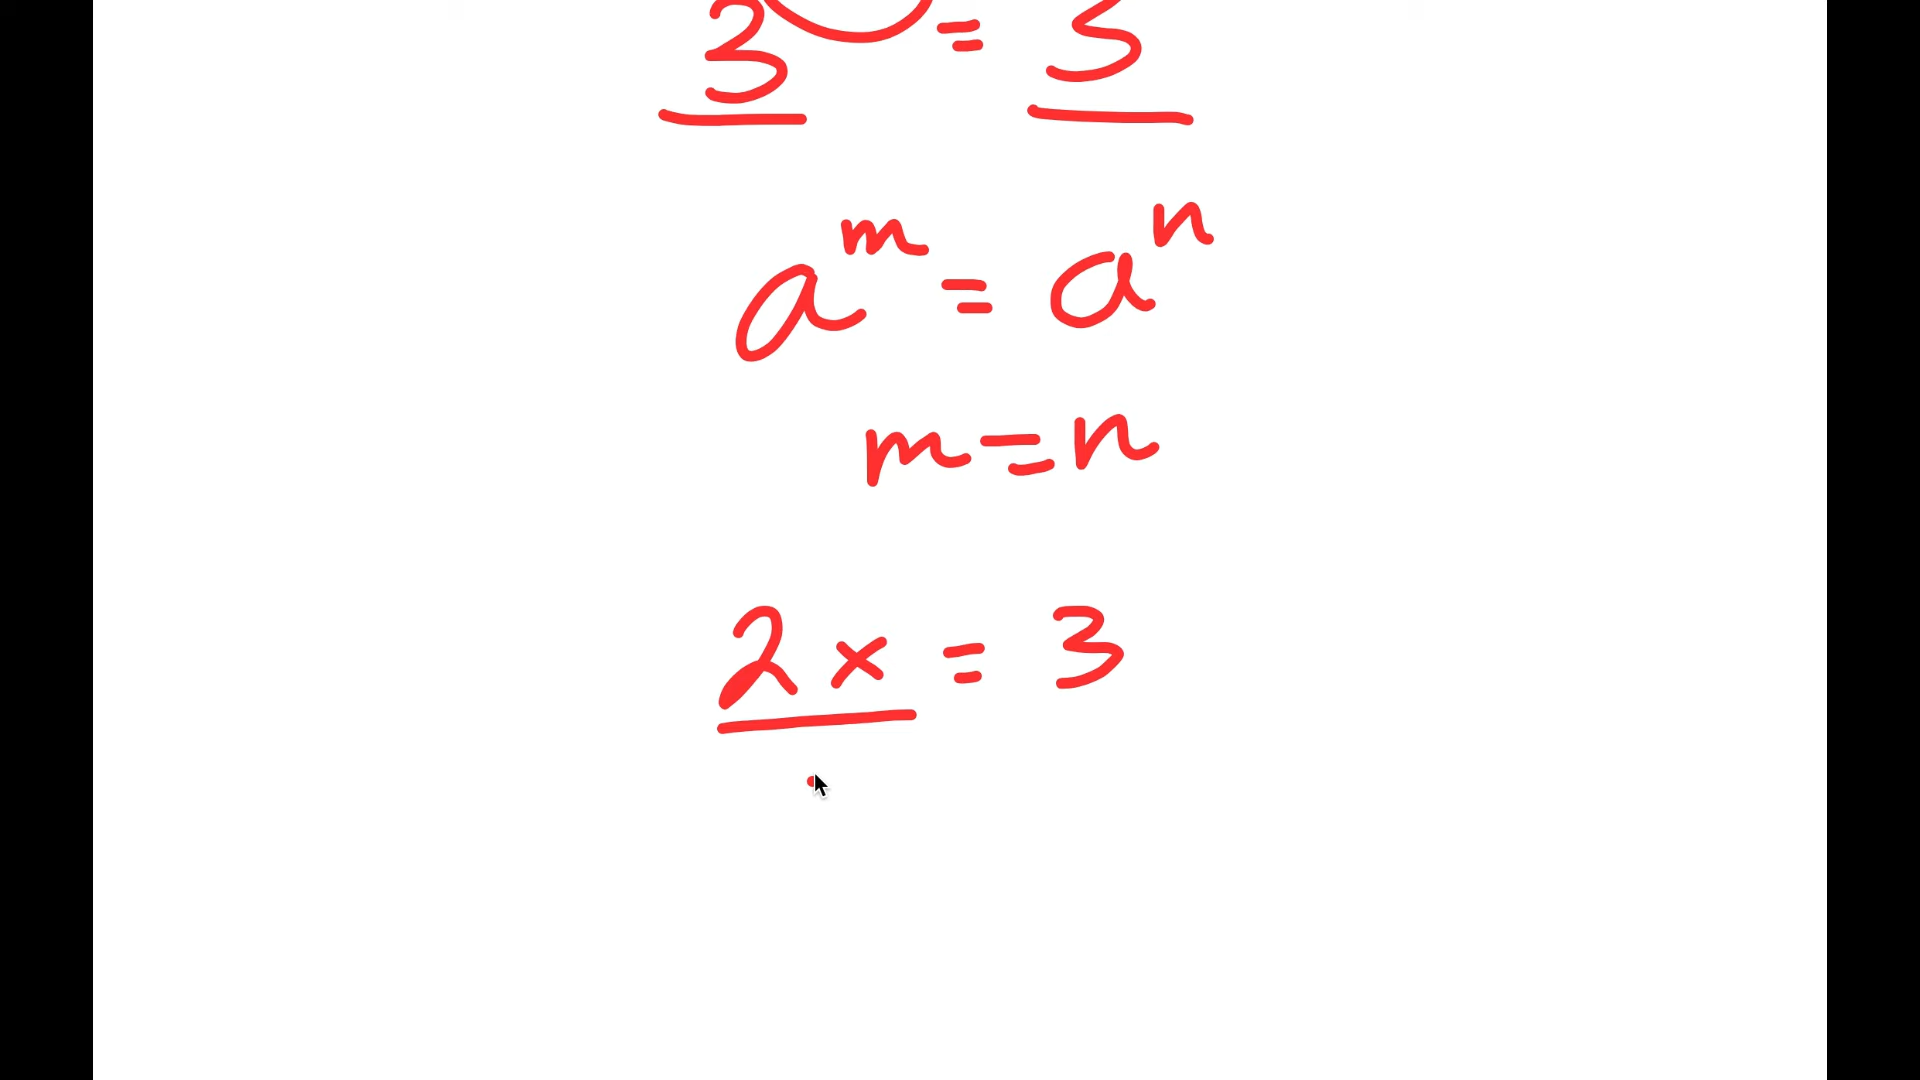 3 = 3
a^m = a^n
m = n
2x = 3